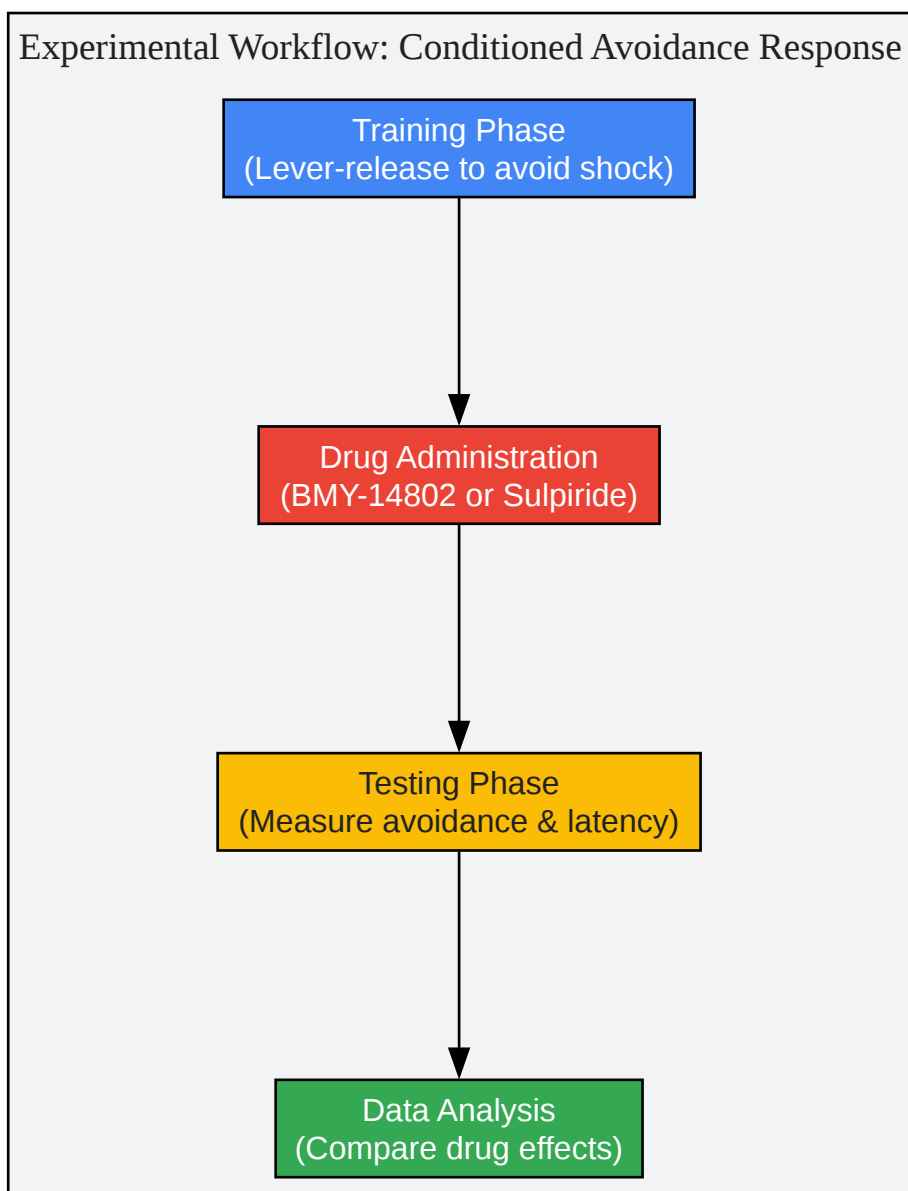 Experimental Workflow: Conditioned Avoidance Response
Training Phase
(Lever-release to avoid shock)
Drug Administration
(BMY-14802 or Sulpiride)
Testing Phase
(Measure avoidance & latency)
Data Analysis
(Compare drug effects)